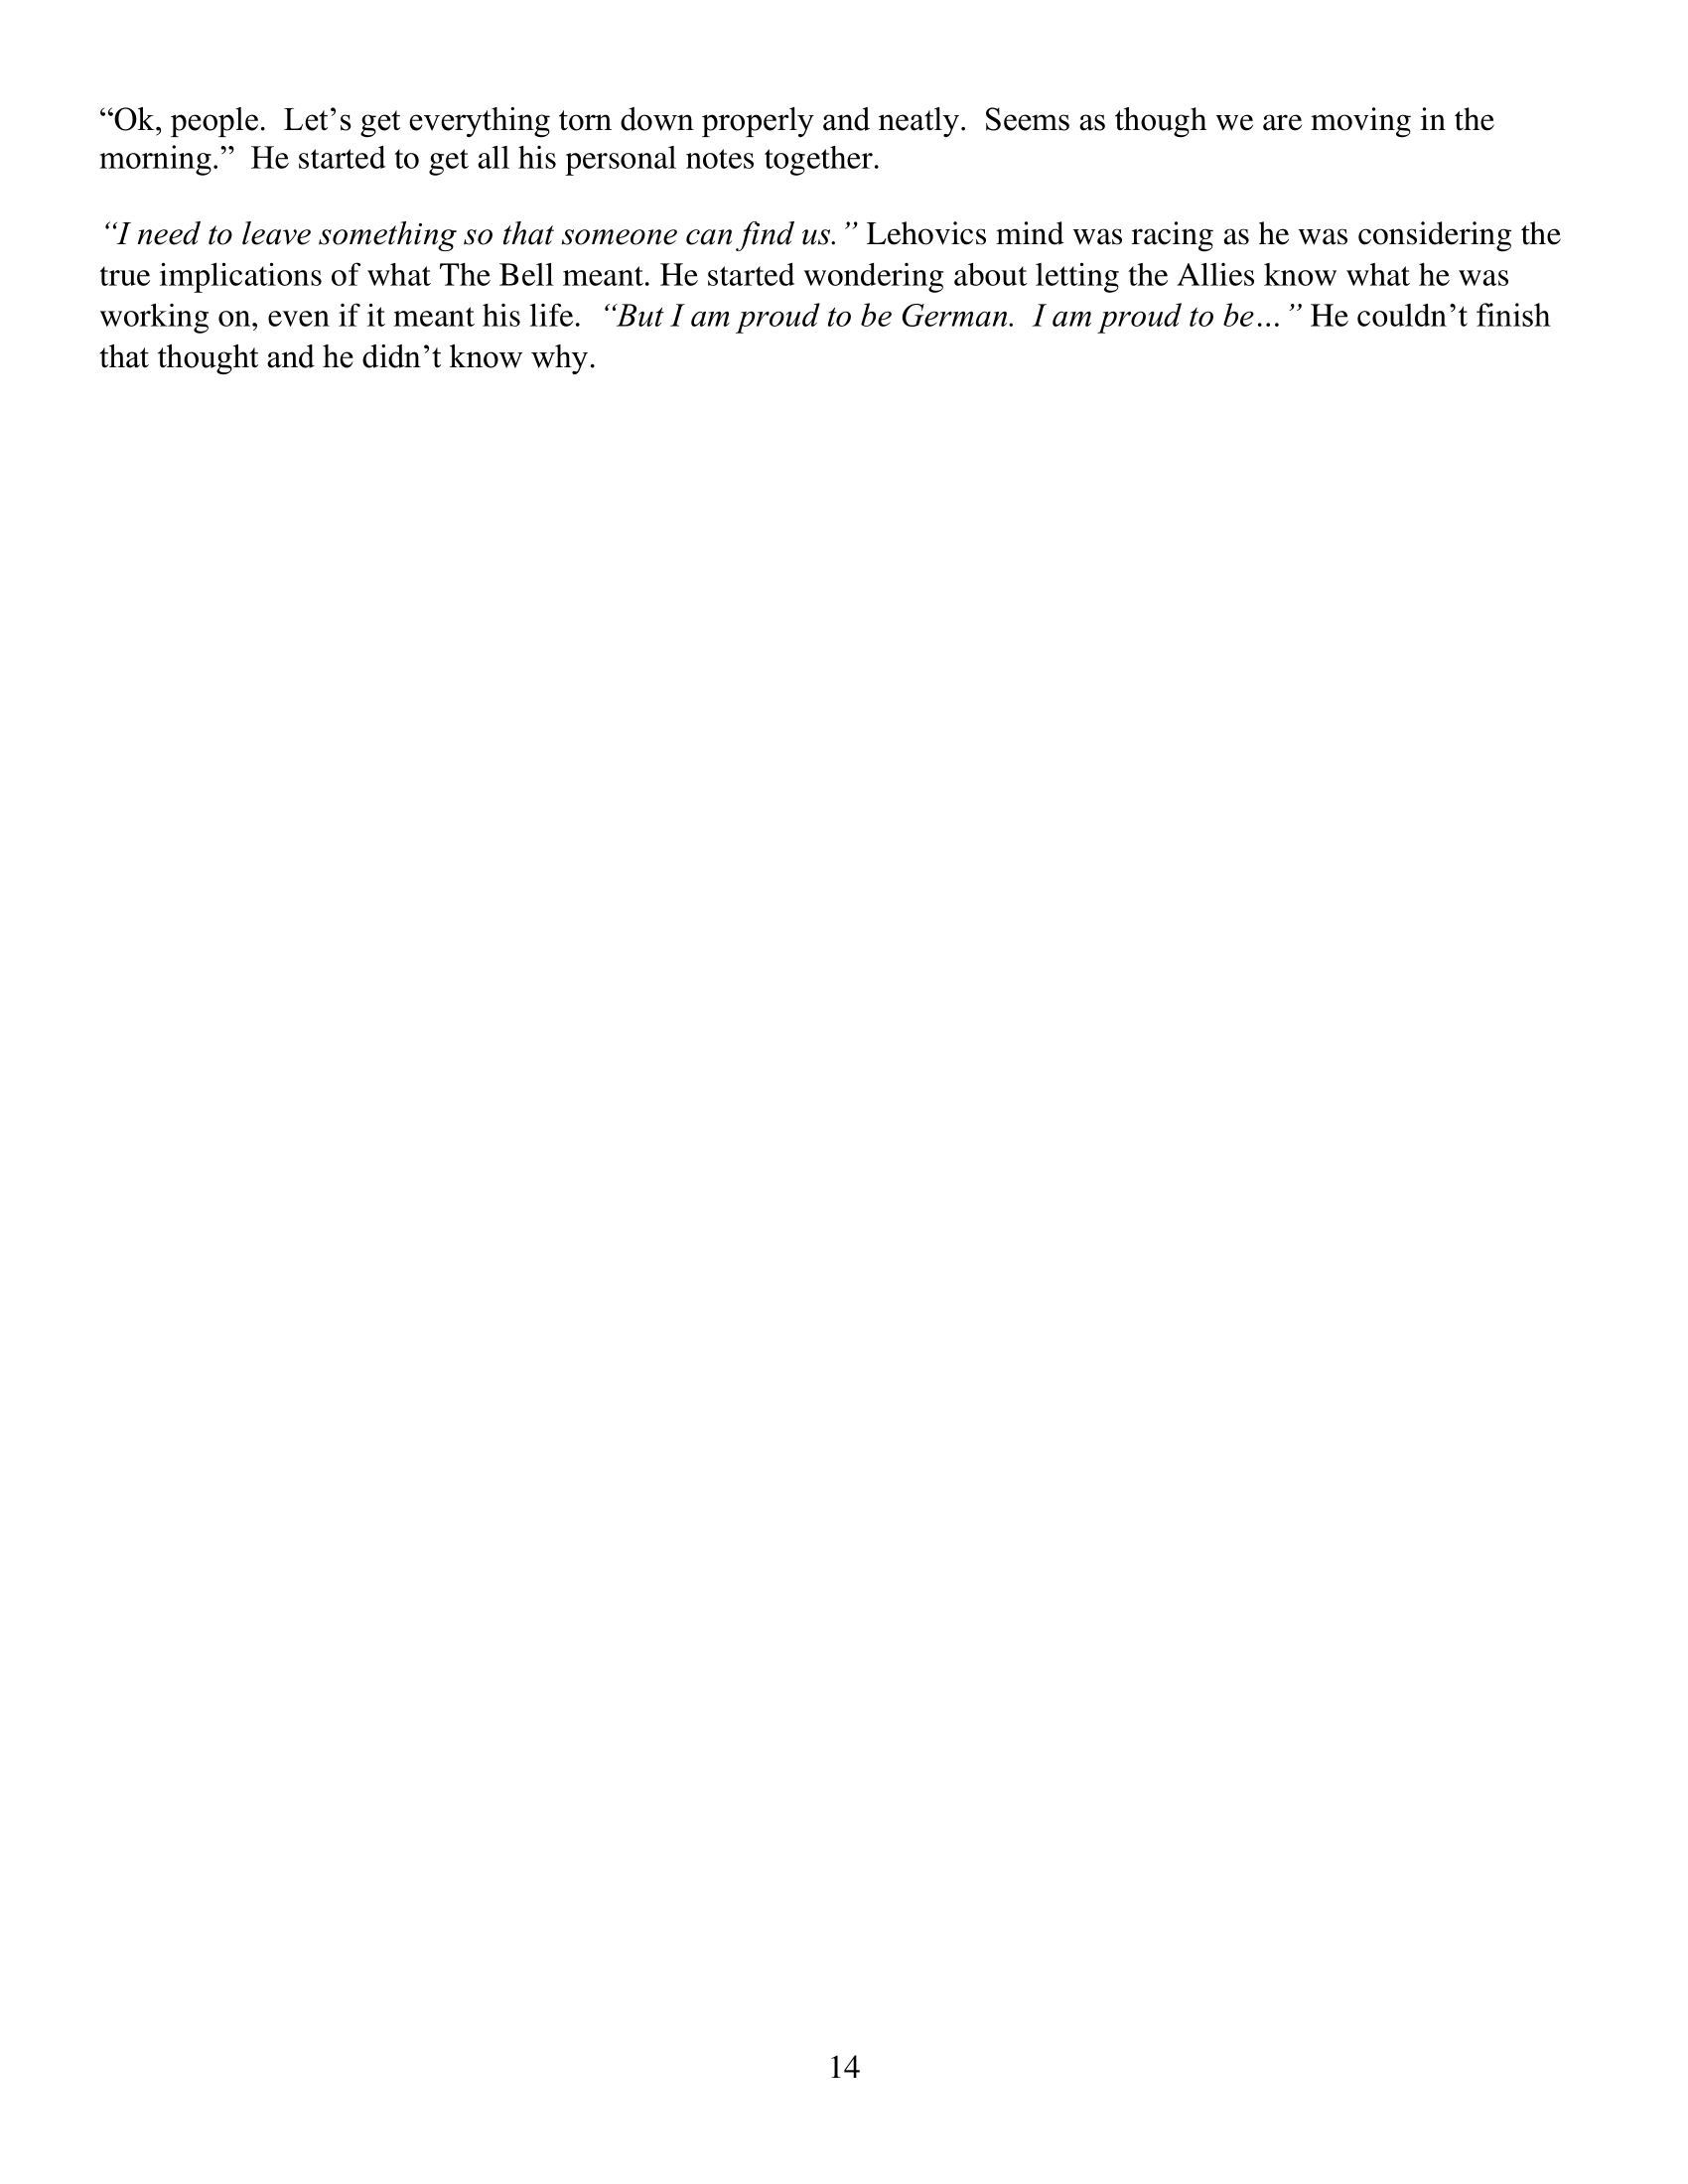 “Ok, people.  Let’s get everything torn down properly and neatly.  Seems as though we are moving in the
morning.”  He started to get all his personal notes together.
“I need to leave something so that someone can find us.” Lehovics mind was racing as he was considering the
true implications of what The Bell meant. He started wondering about letting the Allies know what he was
working on, even if it meant his life.  “But I am proud to be German.  I am proud to be…” He couldn’t finish
that thought and he didn’t know why.
14